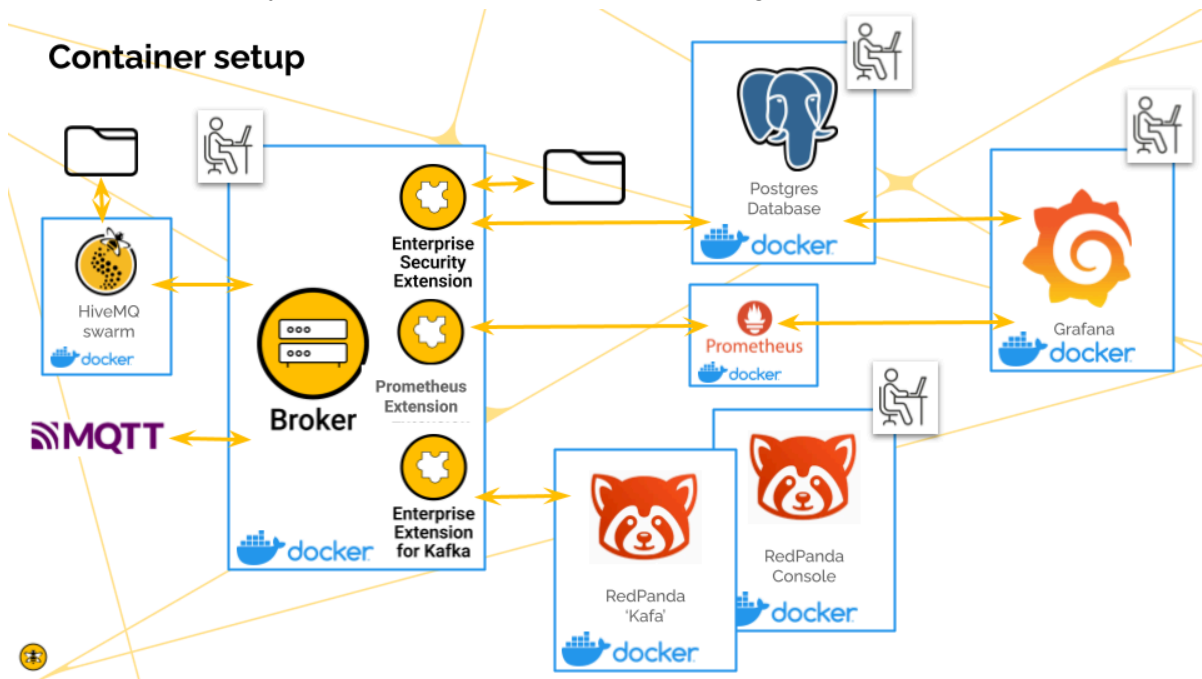 Container setup
Postgres
Database
docker
Enterprise
Security
Extension
HiveMQ
swarm
docker
Prometheus
docker
Grafana
docker
Broker
Prometheus
Extension
MQTT
Enterprise
Extension
for Kafka
docker
RedPanda
Console
docker
RedPanda
‘Kafa’
docker